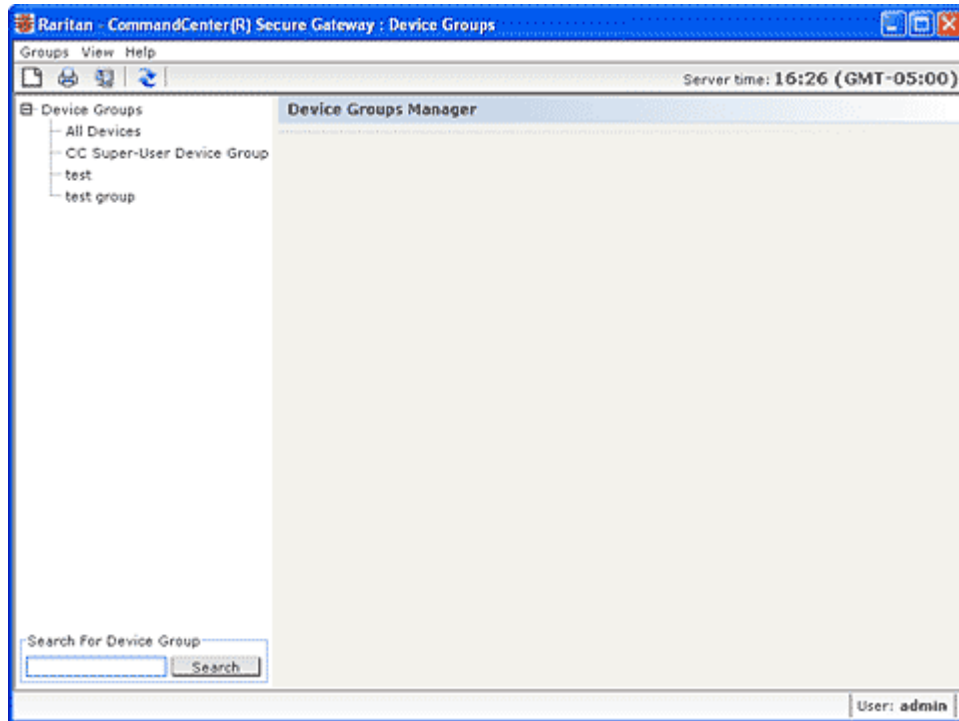 Raritan - CommandCenter(R) Secure Gateway : Device Groups
Groups View Help
Server time: 16:26 (GMT-05:00)
Device Groups
All Devices
CC Super-User Device Group
test
test group
Device Groups Manager
Search For Device Group
Search
User: admin